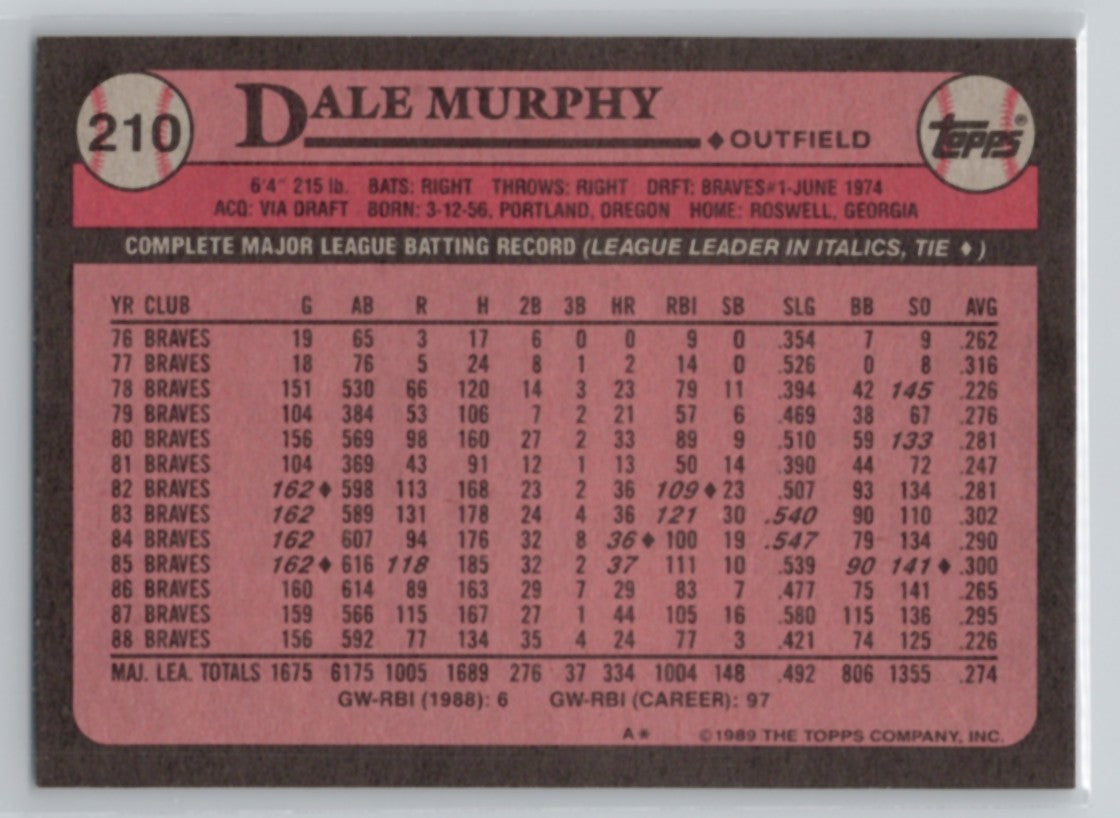 210
DALE MURPHY
♦OUTFIELD
topps®
6'4" 215 lb. BATS: RIGHT THROWS: RIGHT DRFT: BRAVES#1-JUNE 1974
ACQ: VIA DRAFT BORN: 3-12-56, PORTLAND, OREGON HOME: ROSWELL, GEORGIA
COMPLETE MAJOR LEAGUE BATTING RECORD (LEAGUE LEADER IN ITALICS, TIE ♦)
YR CLUB G AB R H 2B 3B HR RBI SB SLG BB SO AVG
76 BRAVES 19 65 3 17 6 0 0 9 0 .354 7 9 .262
77 BRAVES 18 76 5 24 8 1 2 14 0 .526 0 8 .316
78 BRAVES 151 530 66 120 14 3 23 79 11 .394 42 145 .226
79 BRAVES 104 384 53 106 7 2 21 57 6 .469 38 67 .276
80 BRAVES 156 569 98 160 27 2 33 89 9 .510 59 133 .281
81 BRAVES 104 369 43 91 12 1 13 50 14 .390 44 72 .247
82 BRAVES 162♦ 598 113 168 23 2 36 109♦ 23 .507 93 134 .281
83 BRAVES 162 589 131 178 24 4 36 121 30 .540 90 110 .302
84 BRAVES 162 607 94 176 32 8 36♦ 100 19 .547 79 134 .290
85 BRAVES 162♦ 616 118 185 32 2 37 111 10 .539 90 141♦ .300
86 BRAVES 160 614 89 163 29 7 29 83 7 .477 75 141 .265
87 BRAVES 159 566 115 167 27 1 44 105 16 .580 115 136 .295
88 BRAVES 156 592 77 134 35 4 24 77 3 .421 74 125 .226
MAJ. LEA. TOTALS 1675 6175 1005 1689 276 37 334 1004 148 .492 806 1355 .274
GW-RBI (1988): 6 GW-RBI (CAREER): 97
A* ©1989 THE TOPPS COMPANY, INC.